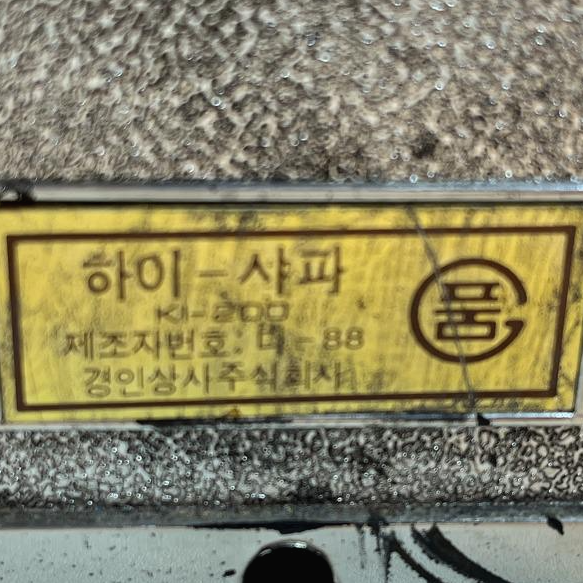 하이-샤파
KI-200
제조자번호: - 88
경인상사주식회사
품